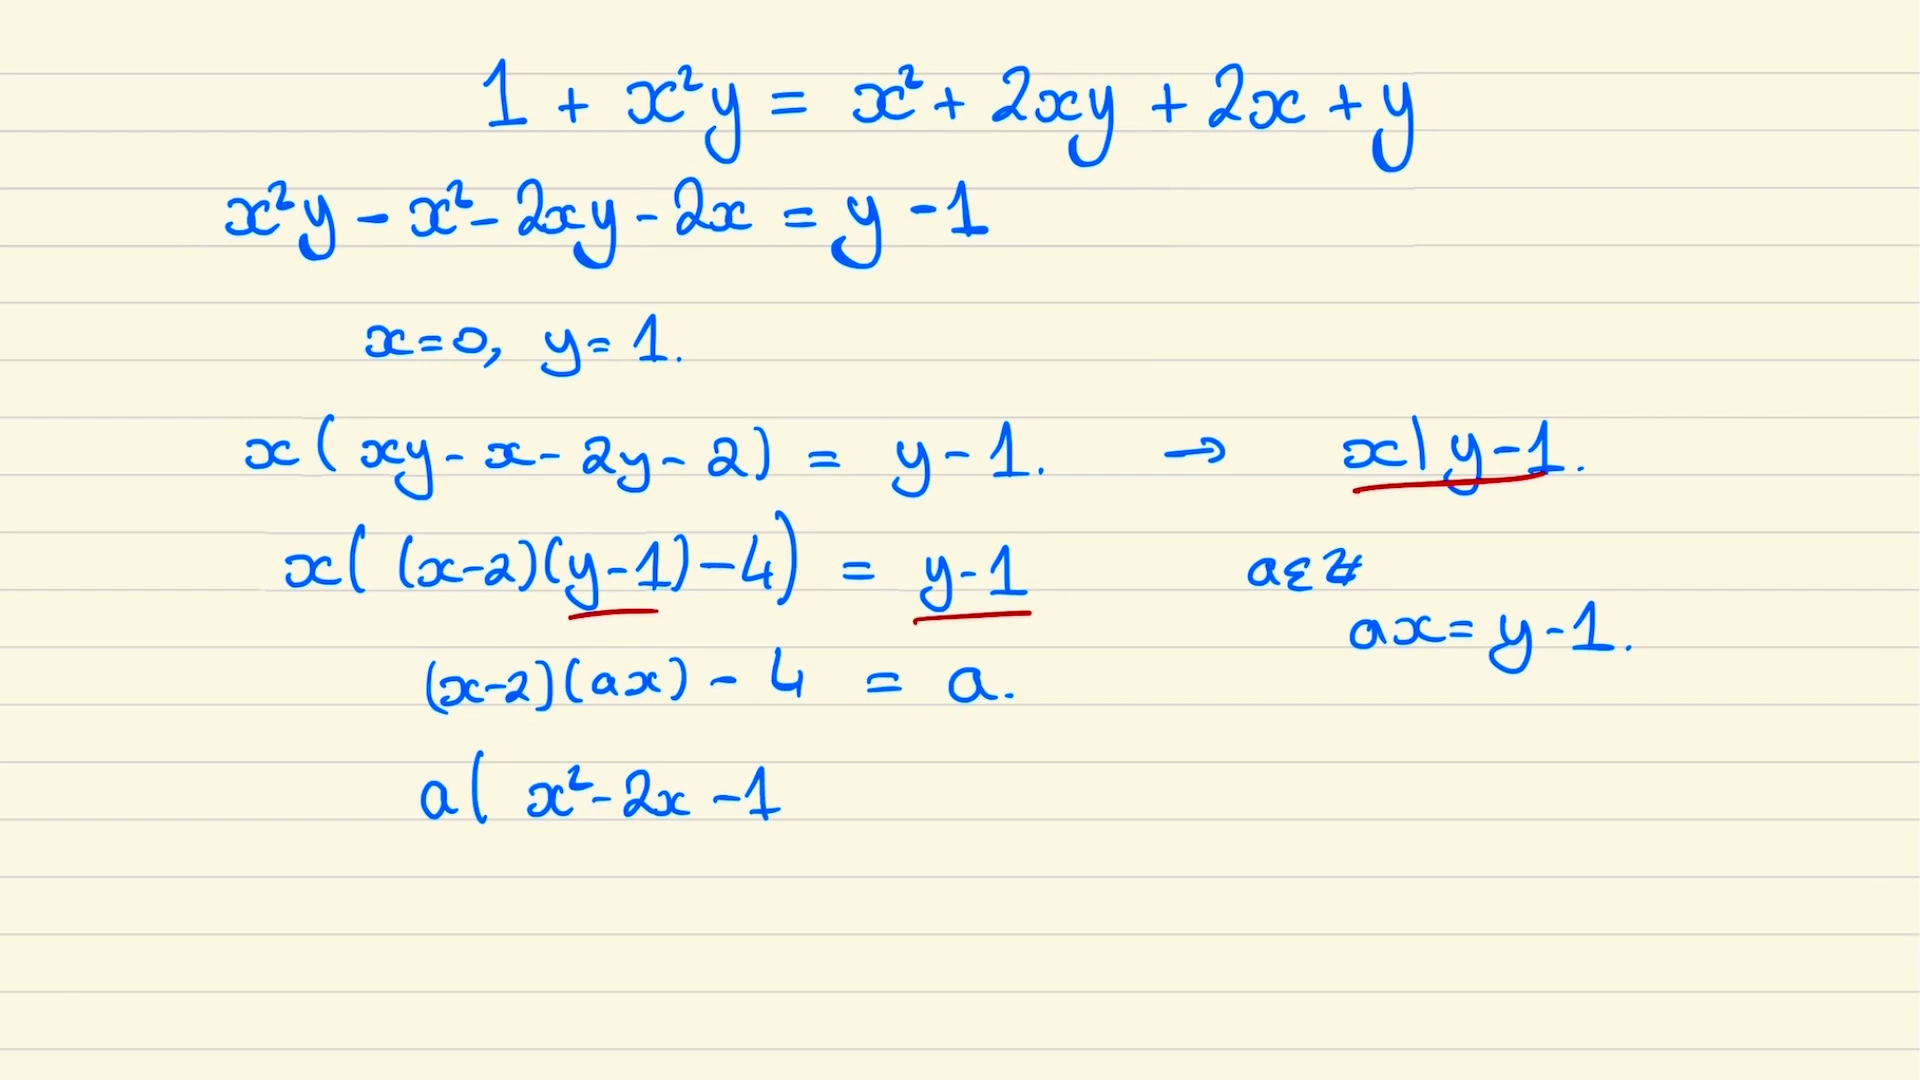 1 + x²y = x² + 2xy + 2x + y
x²y - x² - 2xy - 2x = y - 1
x=0, y= 1.
x( xy - x - 2y - 2) = y - 1. → x | y-1.
x( (x-2)(y-1) - 4) = y-1
a ε ℤ
ax = y-1.
(x-2)(ax) - 4 = a.
a( x² - 2x - 1